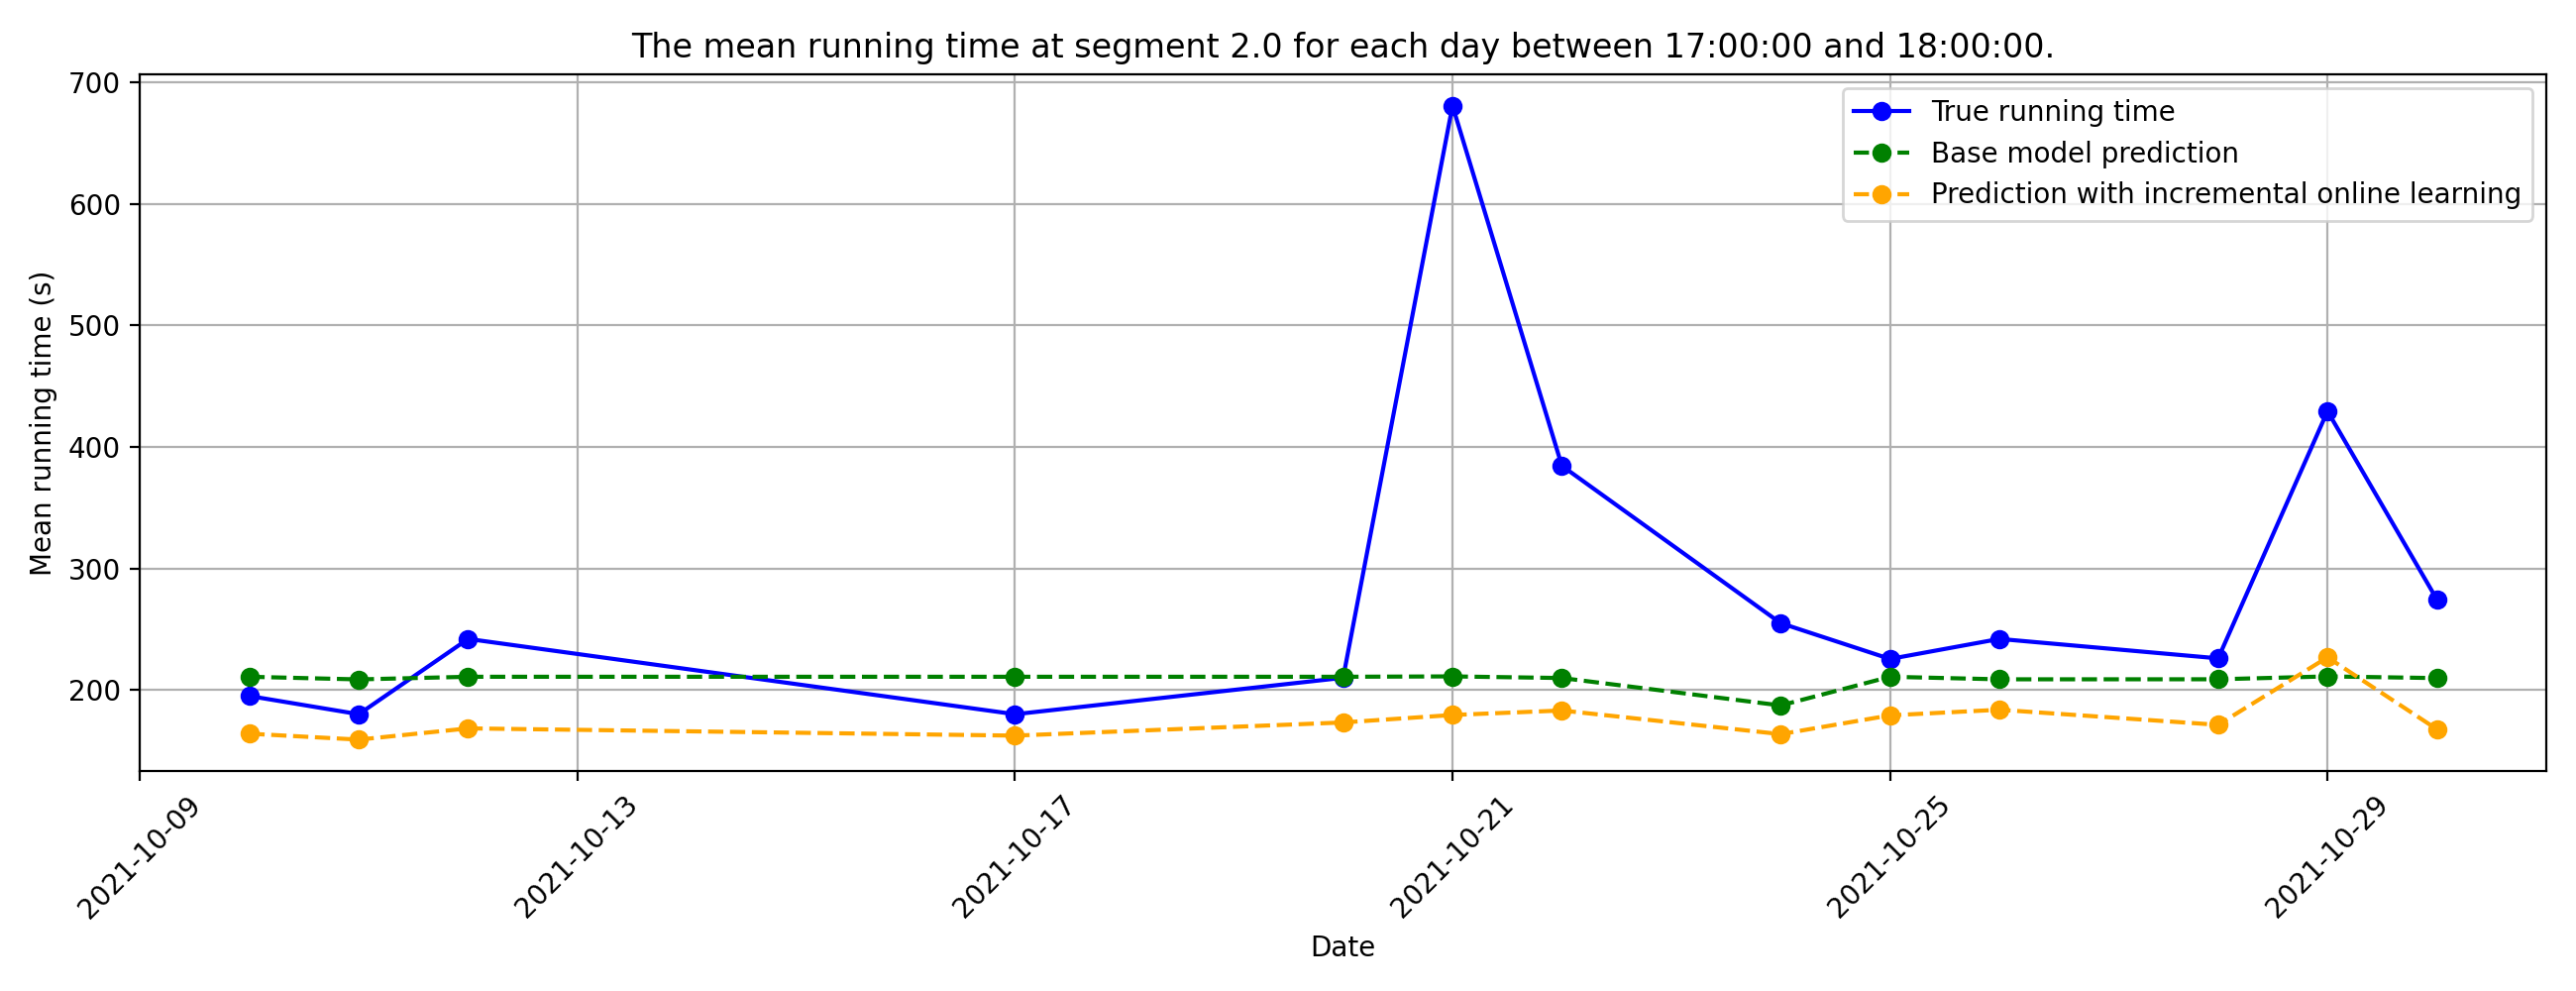 The mean running time at segment 2.0 for each day between 17:00:00 and 18:00:00.
700
600
500
400
300
200
Mean running time (s)
True running time
Base model prediction
Prediction with incremental online learning
2021-10-09
2021-10-13
2021-10-17
2021-10-21
2021-10-25
2021-10-29
Date